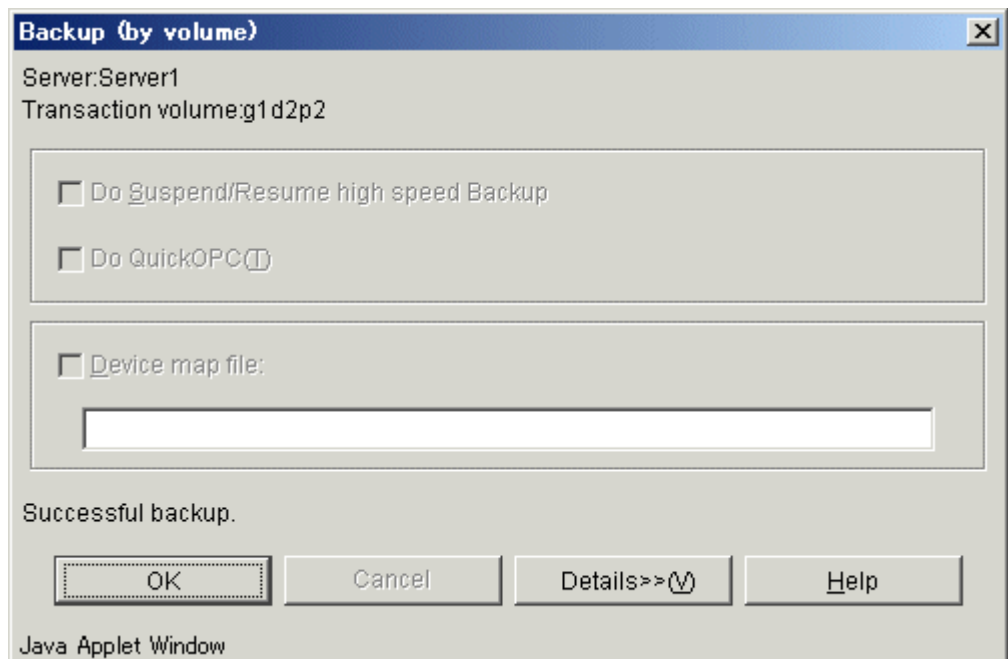 Backup (by volume)
Server:Server1
Transaction volume:g1d2p2
Do Suspend/Resume high speed Backup
Do QuickOPC(T)
Device map file:
Successful backup.
OK Cancel Details>>(V) Help
Java Applet Window